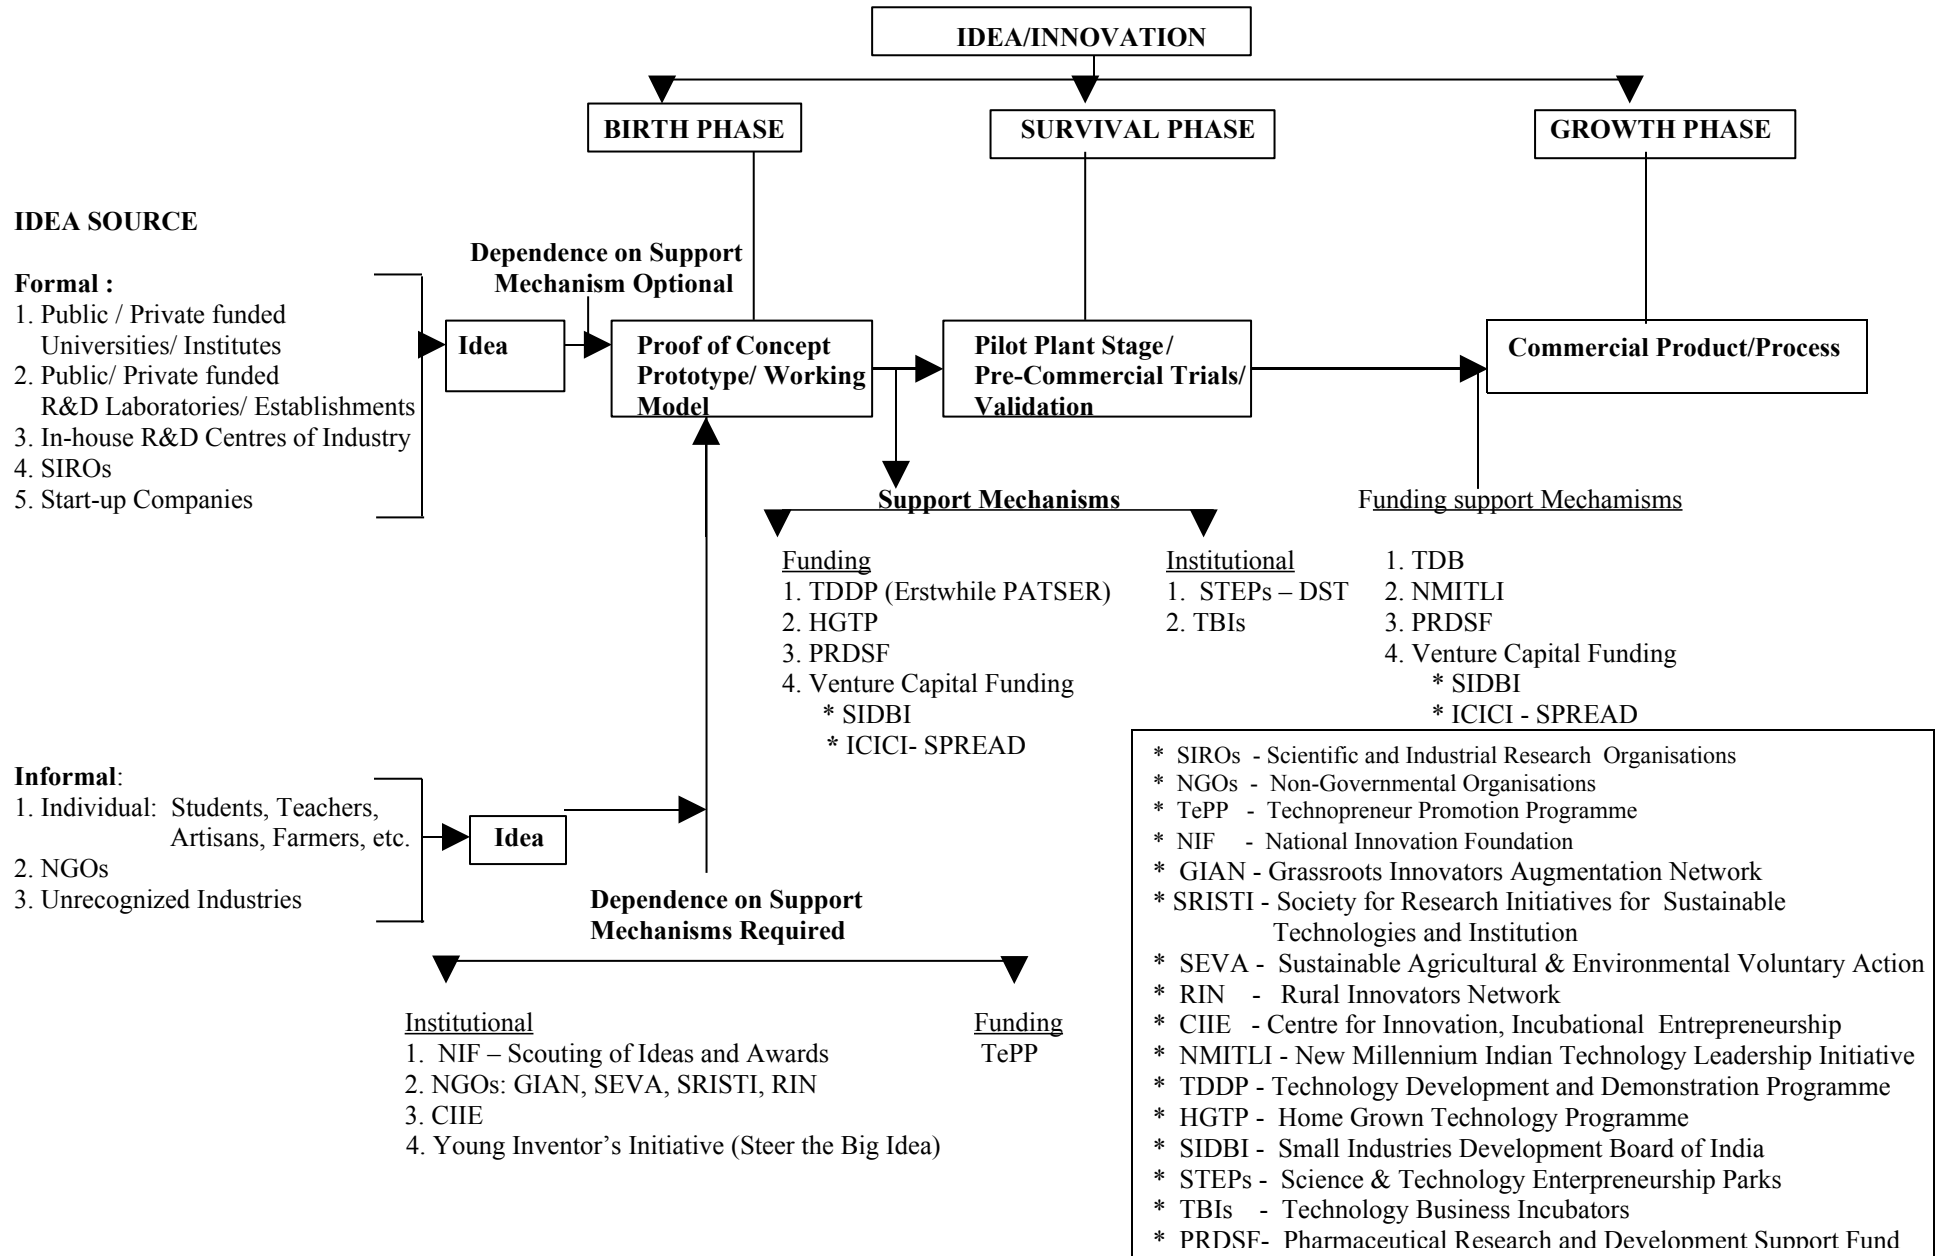 IDEA/INNOVATION
BIRTH PHASE
SURVIVAL PHASE
GROWTH PHASE
IDEA SOURCE
Formal :
1. Public / Private funded
Universities/ Institutes
2. Public/ Private funded
R&D Laboratories/ Establishments
3. In-house R&D Centres of Industry
4. SIROs
5. Start-up Companies
Idea
Dependence on Support
Mechanism Optional
Proof of Concept
Prototype/ Working
Model
Pilot Plant Stage/
Pre-Commercial Trials/
Validation
Commercial Product/Process
Support Mechanisms
Funding
1. TDDP (Erstwhile PATSER)
2. HGTP
3. PRDSF
4. Venture Capital Funding
* SIDBI
* ICICI- SPREAD
Institutional
1. STEPs – DST
2. TBIs
Funding support Mechamisms
1. TDB
2. NMITLI
3. PRDSF
4. Venture Capital Funding
* SIDBI
* ICICI - SPREAD
Informal:
1. Individual: Students, Teachers,
Artisans, Farmers, etc.
2. NGOs
3. Unrecognized Industries
Idea
Dependence on Support
Mechanisms Required
Institutional
1. NIF – Scouting of Ideas and Awards
2. NGOs: GIAN, SEVA, SRISTI, RIN
3. CIIE
4. Young Inventor’s Initiative (Steer the Big Idea)
Funding
TePP
* SIROs - Scientific and Industrial Research Organisations
* NGOs - Non-Governmental Organisations
* TePP - Technopreneur Promotion Programme
* NIF - National Innovation Foundation
* GIAN - Grassroots Innovators Augmentation Network
* SRISTI - Society for Research Initiatives for Sustainable
Technologies and Institution
* SEVA - Sustainable Agricultural & Environmental Voluntary Action
* RIN - Rural Innovators Network
* CIIE - Centre for Innovation, Incubational Entrepreneurship
* NMITLI - New Millennium Indian Technology Leadership Initiative
* TDDP - Technology Development and Demonstration Programme
* HGTP - Home Grown Technology Programme
* SIDBI - Small Industries Development Board of India
* STEPs - Science & Technology Enterpreneurship Parks
* TBIs - Technology Business Incubators
* PRDSF- Pharmaceutical Research and Development Support Fund